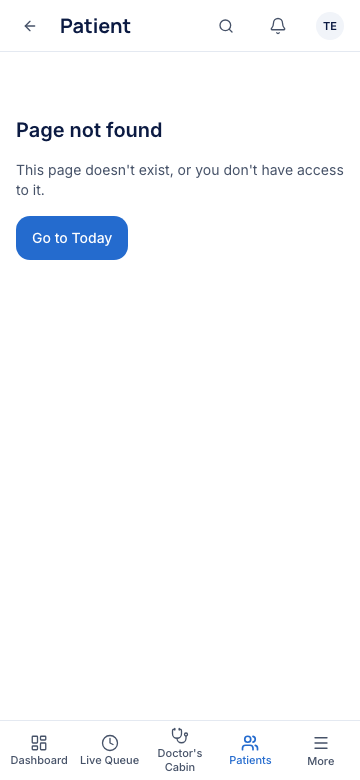 Patient
TE
Page not found
This page doesn't exist, or you don't have access
to it.
Go to Today
Dashboard
Live Queue
Doctor's
Cabin
Patients
More